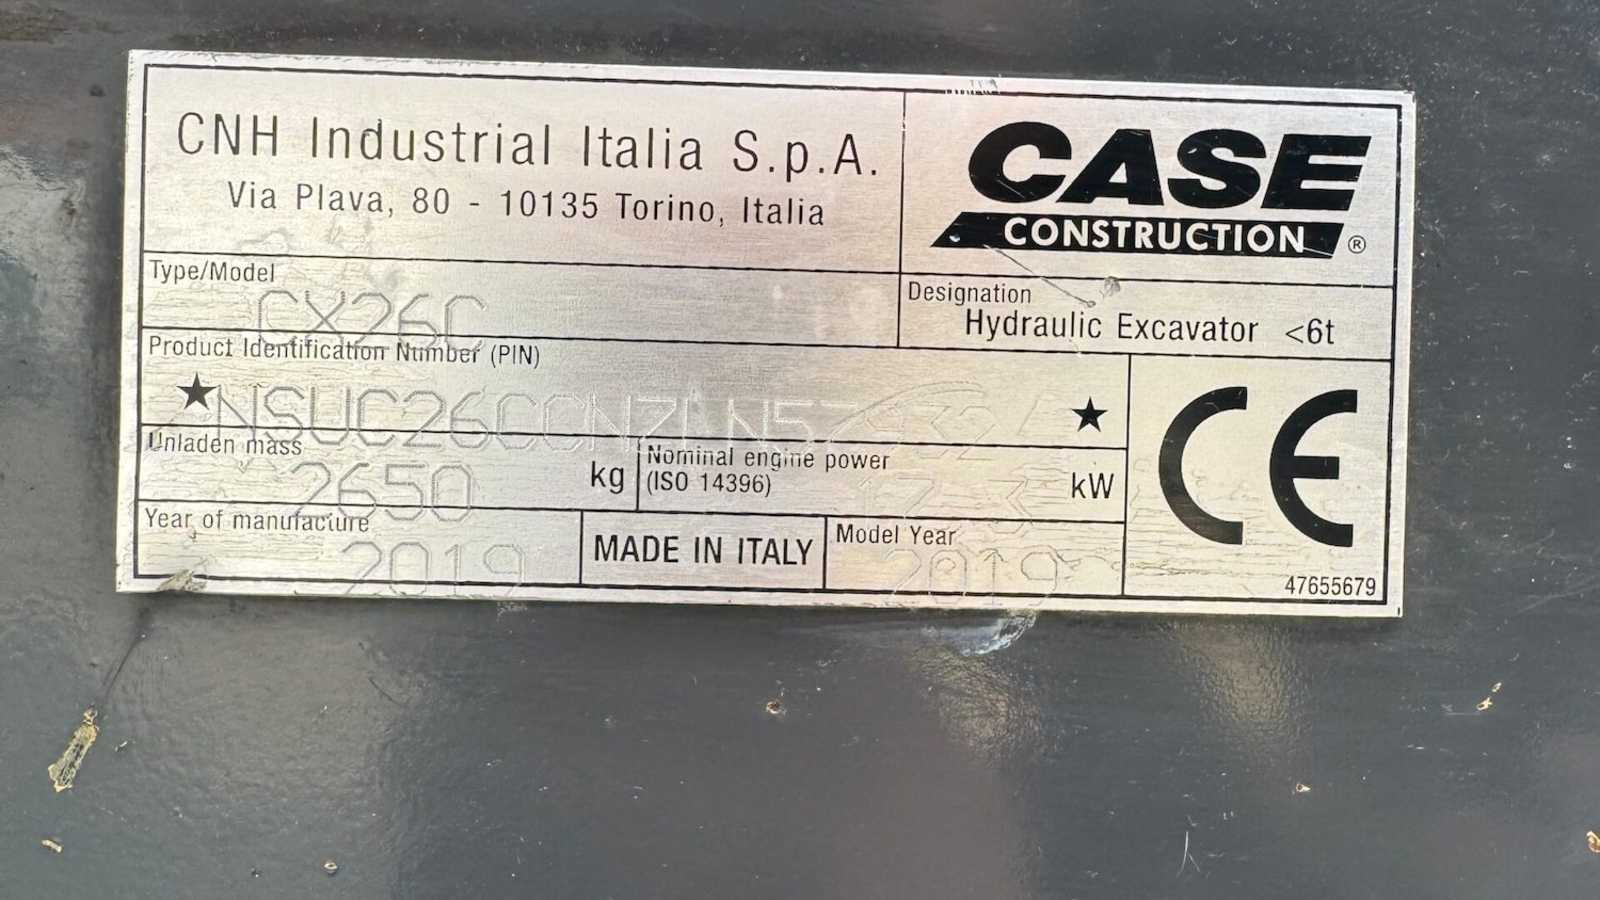 CNH Industrial Italia S.p.A.
Via Plava, 80 - 10135 Torino, Italia
CASE
CONSTRUCTION ®
Type/Model
CX26C
Designation
Hydraulic Excavator <6t
Product Identification Number (PIN)
★ ★
Unladen mass
2650 kg
Nominal engine power
(ISO 14396)
kW
Year of manufacture
2019
MADE IN ITALY
Model Year
2019
CE
47655679